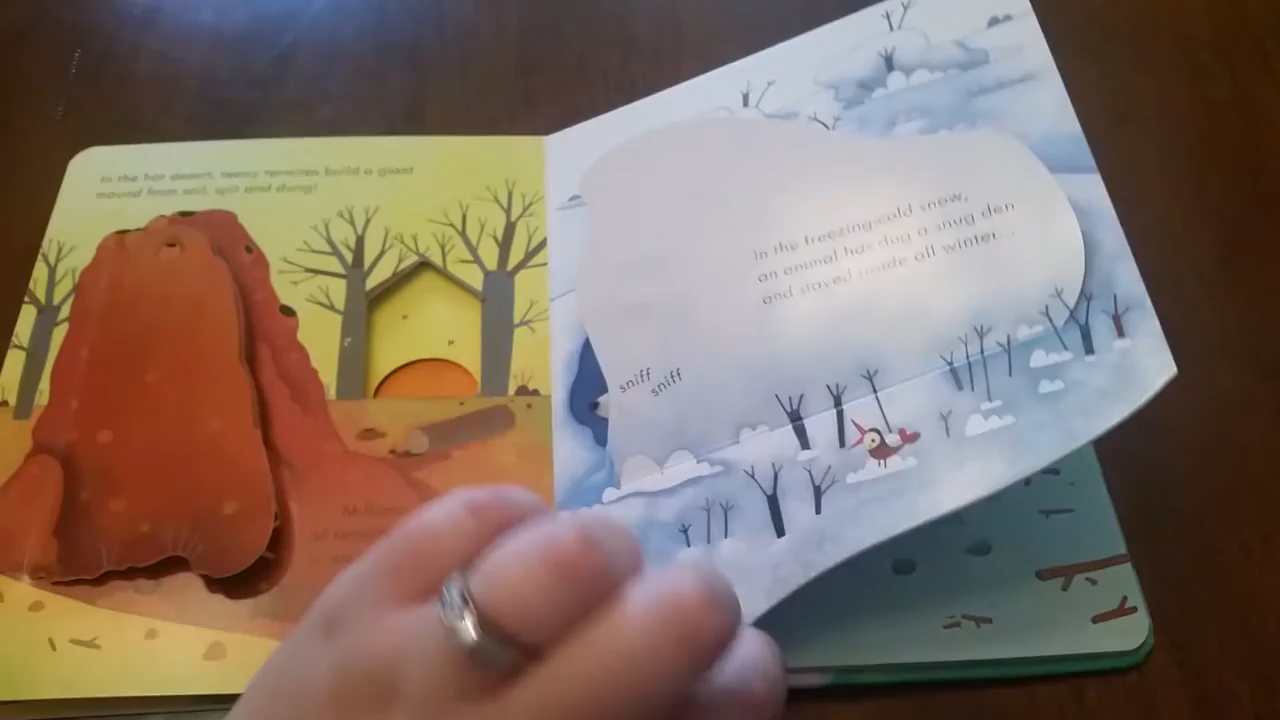 In the hot desert, teeny termites build a giant
mound from soil, spit and dung!
In the freezing-cold snow,
an animal has dug a snug den
and stayed inside all winter...
sniff
sniff